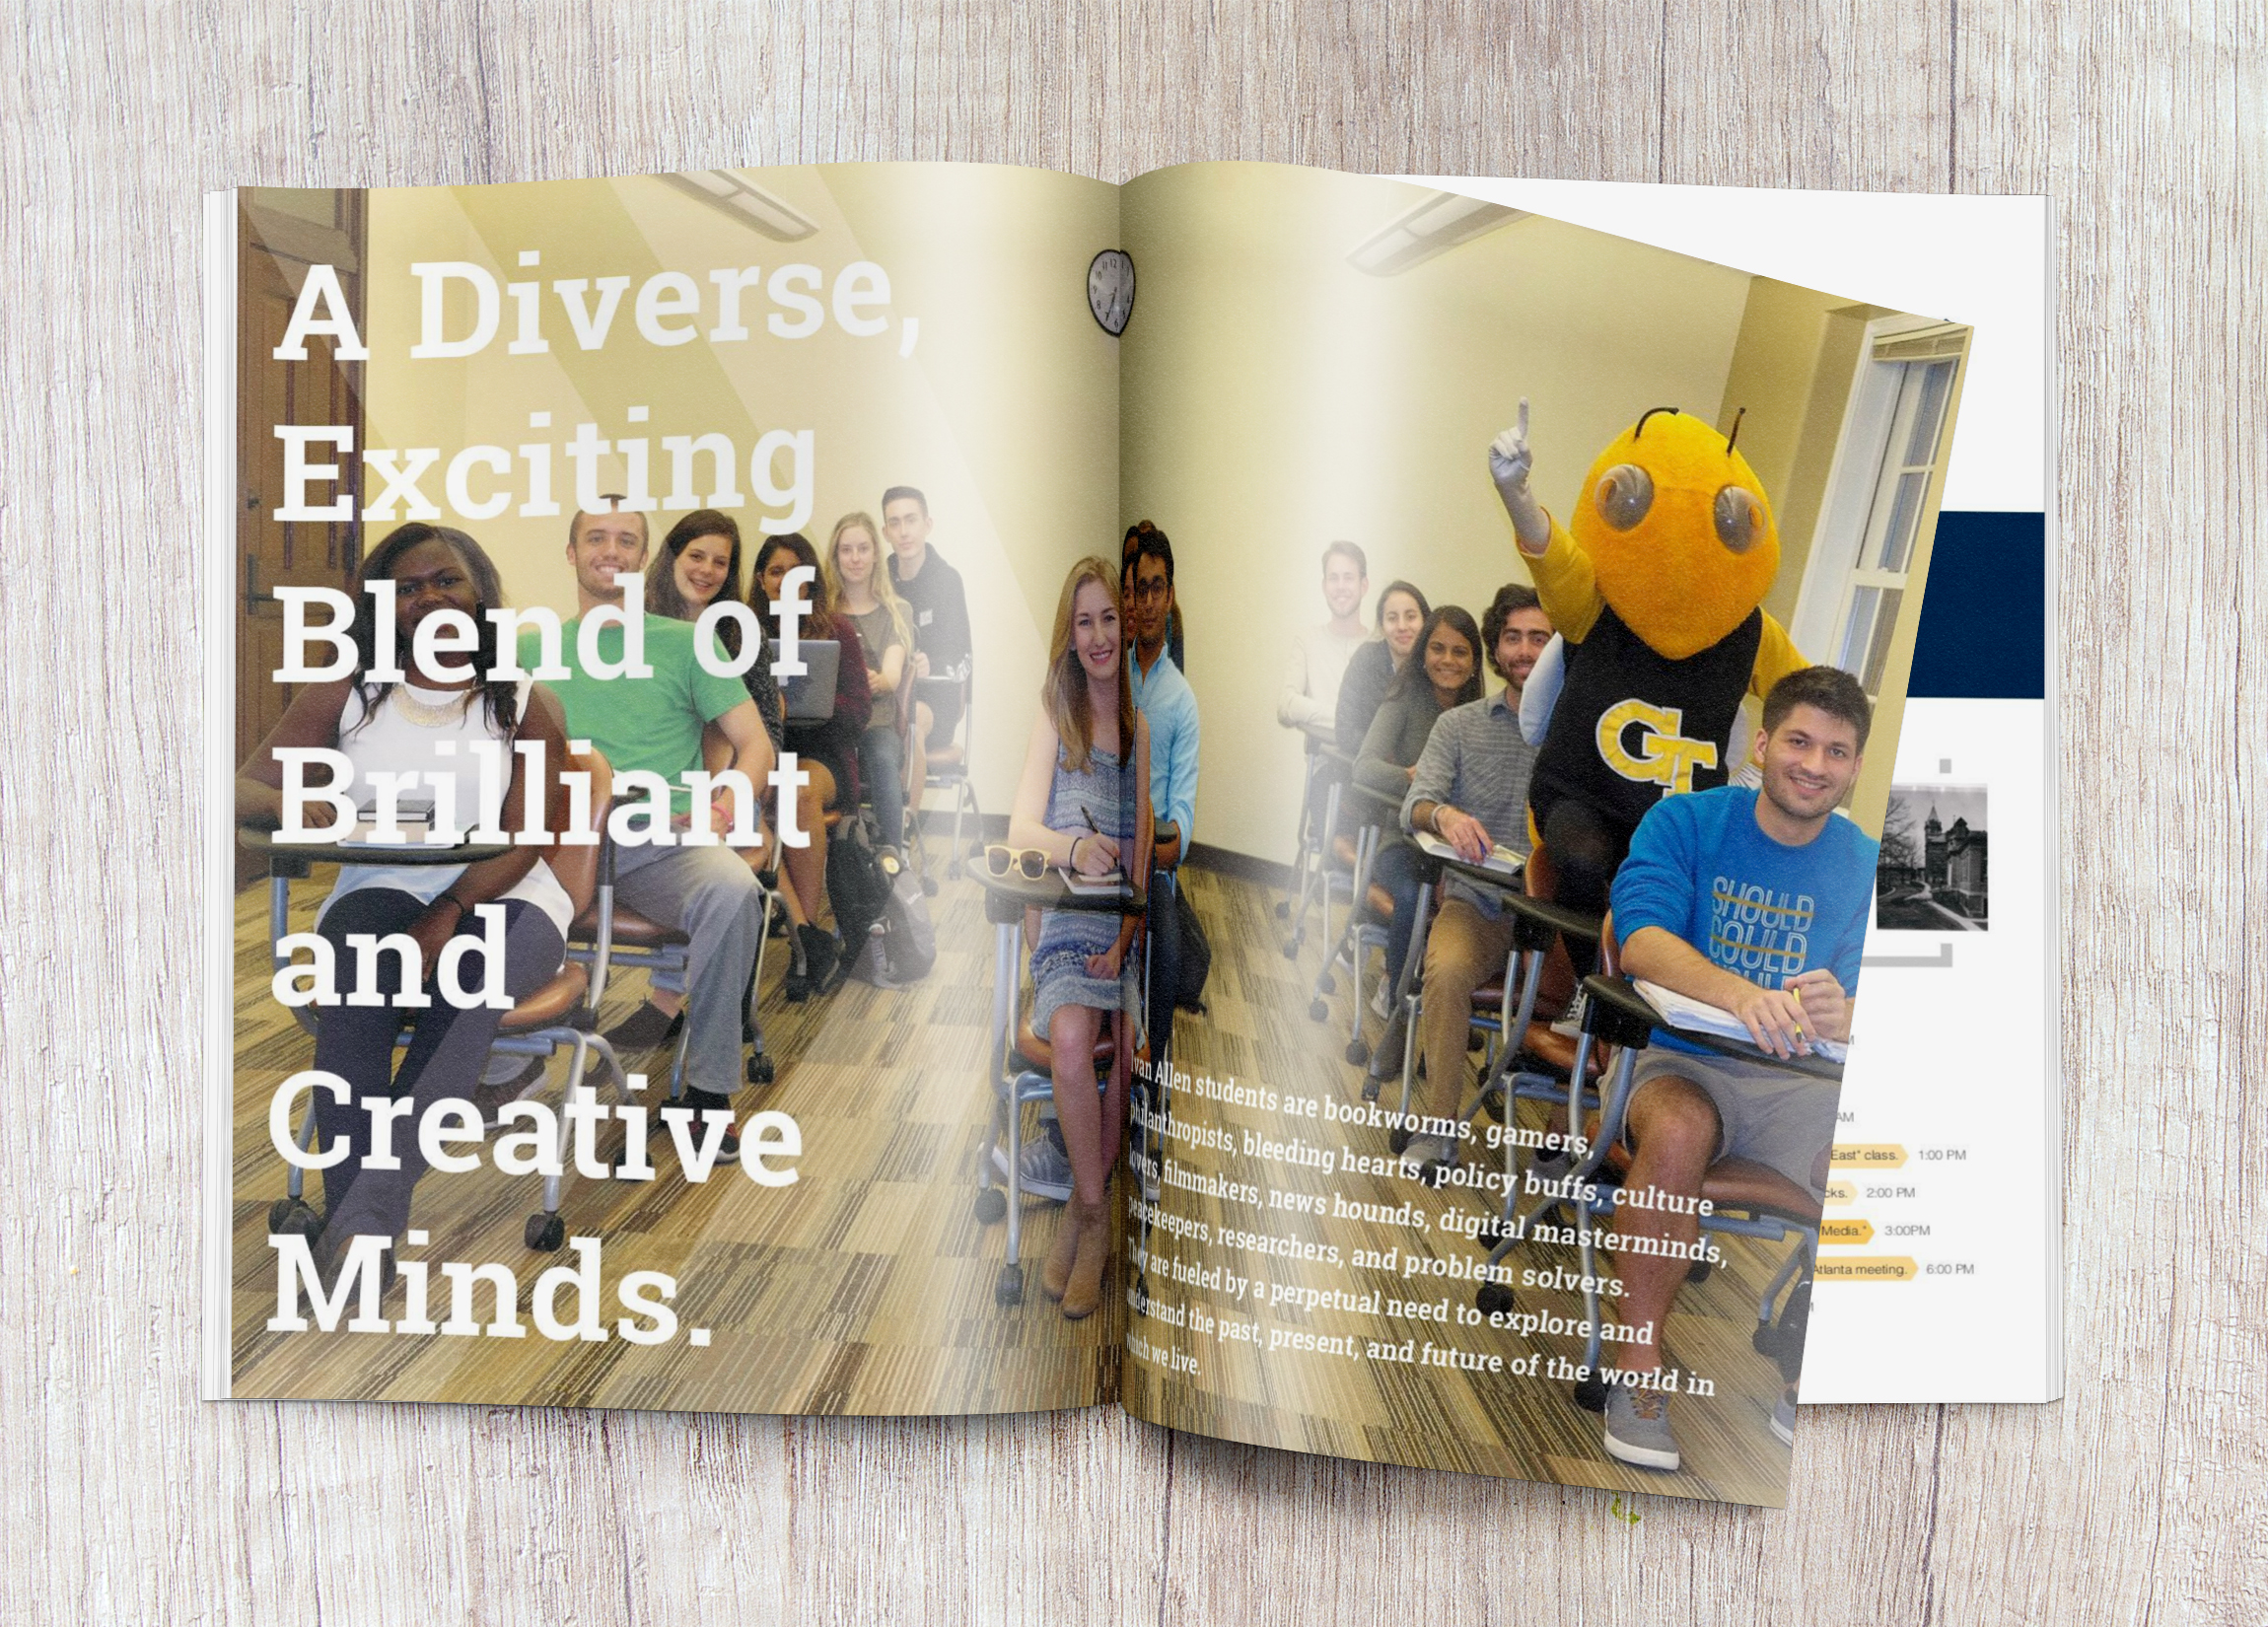 A Diverse,
Exciting
Blend of
Brilliant
and
Creative
Minds.
GT
SHOULD
COULD
Ivan Allen students are bookworms, gamers,
philanthropists, bleeding hearts, policy buffs, culture
lovers, filmmakers, news hounds, digital masterminds,
peacekeepers, researchers, and problem solvers.
They are fueled by a perpetual need to explore and
understand the past, present, and future of the world in
which we live.
AM
East" class. 1:00 PM
cks. 2:00 PM
Media." 3:00PM
Atlanta meeting. 6:00 PM